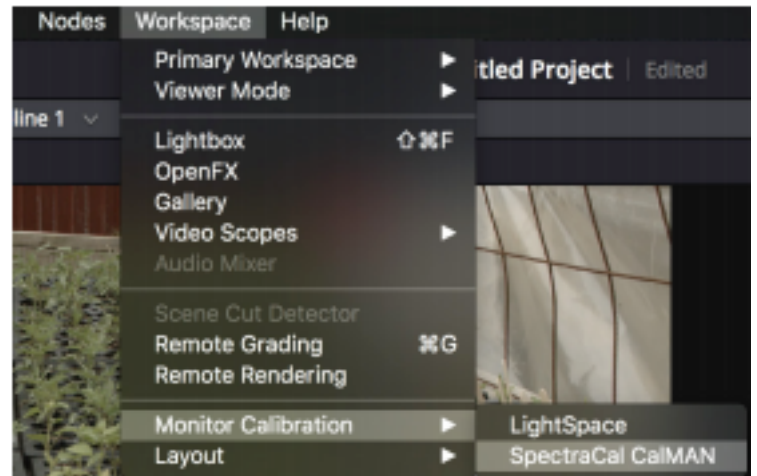 Nodes Workspace Help
Primary Workspace
itled Project | Edited
Viewer Mode
line 1
Lightbox ⇧⌘F
OpenFX
Gallery
Video Scopes
Audio Mixer
Scene Cut Detector
Remote Grading ⌘G
Remote Rendering
Monitor Calibration
LightSpace
Layout
SpectraCal CalMAN